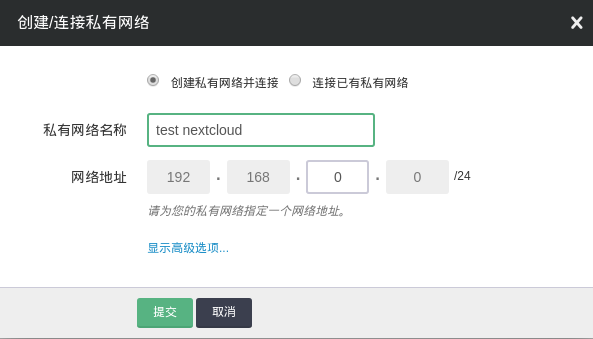 创建/连接私有网络
创建私有网络并连接 连接已有私有网络
私有网络名称 test nextcloud
网络地址 192 . 168 . 0 . 0 /24
请为您的私有网络指定一个网络地址。
显示高级选项...
提交 取消